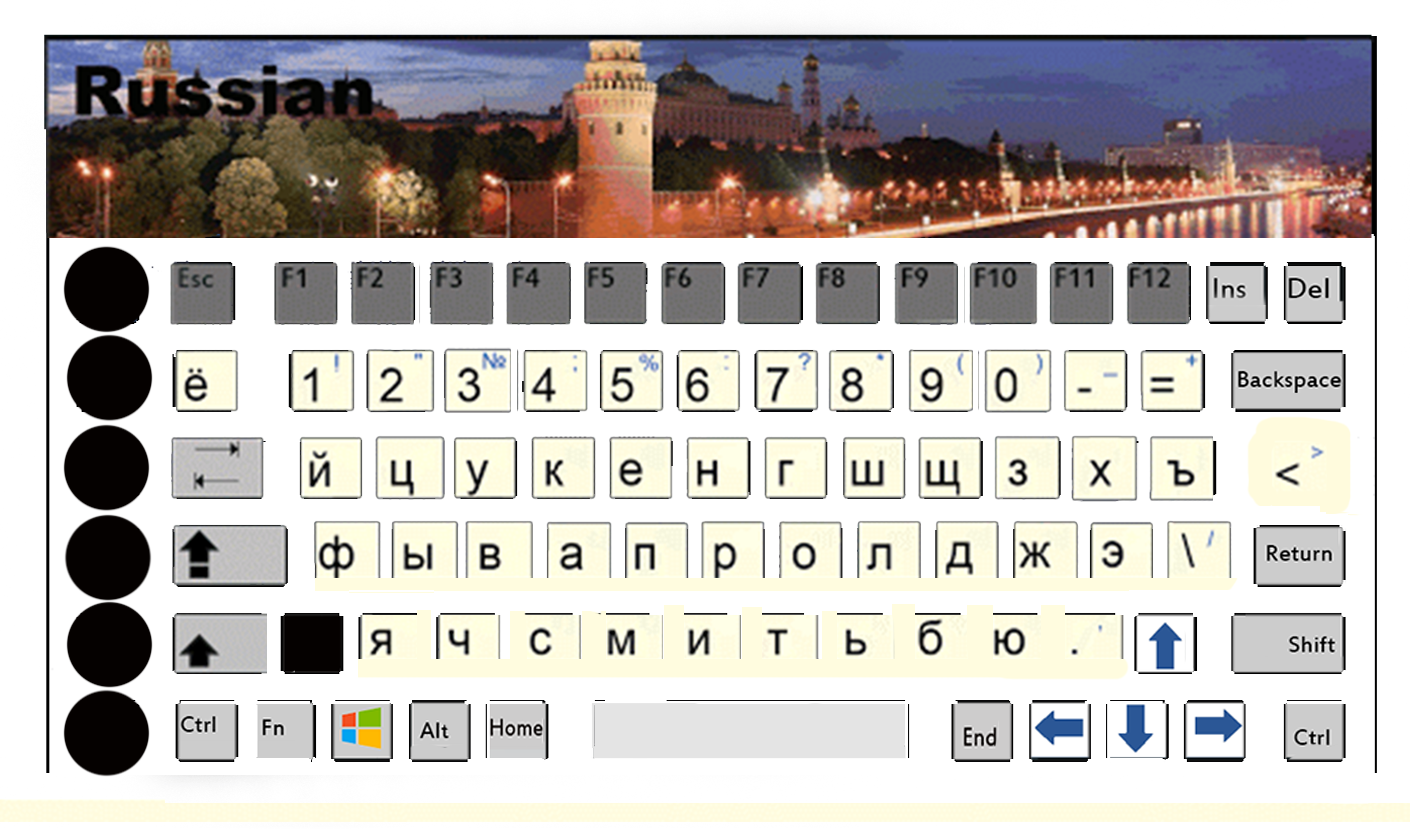 Russian
Esc F1 F2 F3 F4 F5 F6 F7 F8 F9 F10 F11 F12 Ins Del
ё 1 ! 2 " 3 № 4 ; 5 % 6 : 7 ? 8 * 9 ( 0 ) - _ = + Backspace
й ц у к е н г ш щ з х ъ < >
ф ы в а п р о л д ж э \ / Return
я ч с м и т ь б ю . ' Shift
Ctrl Fn Alt Home End Ctrl